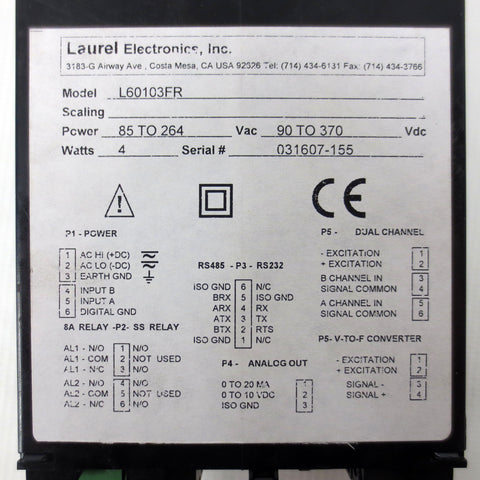 Laurel Electronics, Inc.
3183-G Airway Ave , Costa Mesa, CA USA 92626 Tel: (714) 434-6131 Fax: (714) 434-3766
Model L60103FR
Scaling
Power 85 TO 264 Vac 90 TO 370 Vdc
Watts 4 Serial # 031607-155
CE
P1 - POWER
1 AC HI (+DC)
2 AC LO (-DC)
3 EARTH GND
4 INPUT B
5 INPUT A
6 DIGITAL GND
8A RELAY -P2- SS RELAY
AL1 - N/O 1 N/O
AL1 - COM 2 NOT USED
AL1 - N/C 3 N/O
AL2 - N/O 4 N/O
AL2 - COM 5 NOT USED
AL2 - N/C 6 N/O
RS485 - P3 - RS232
ISO GND 6 N/C
BRX 5 ISO GND
ARX 4 RX
ATX 3 TX
BTX 2 RTS
ISO GND 1 N/C
P4 - ANALOG OUT
0 TO 20 MA 1
0 TO 10 VDC 2
ISO GND 3
P5 - DUAL CHANNEL
- EXCITATION 1
+ EXCITATION 2
B CHANNEL IN 3
SIGNAL COMMON 4
A CHANNEL IN 5
SIGNAL COMMON 6
P5- V-TO-F CONVERTER
- EXCITATION 1
+ EXCITATION 2
SIGNAL - 3
SIGNAL + 4